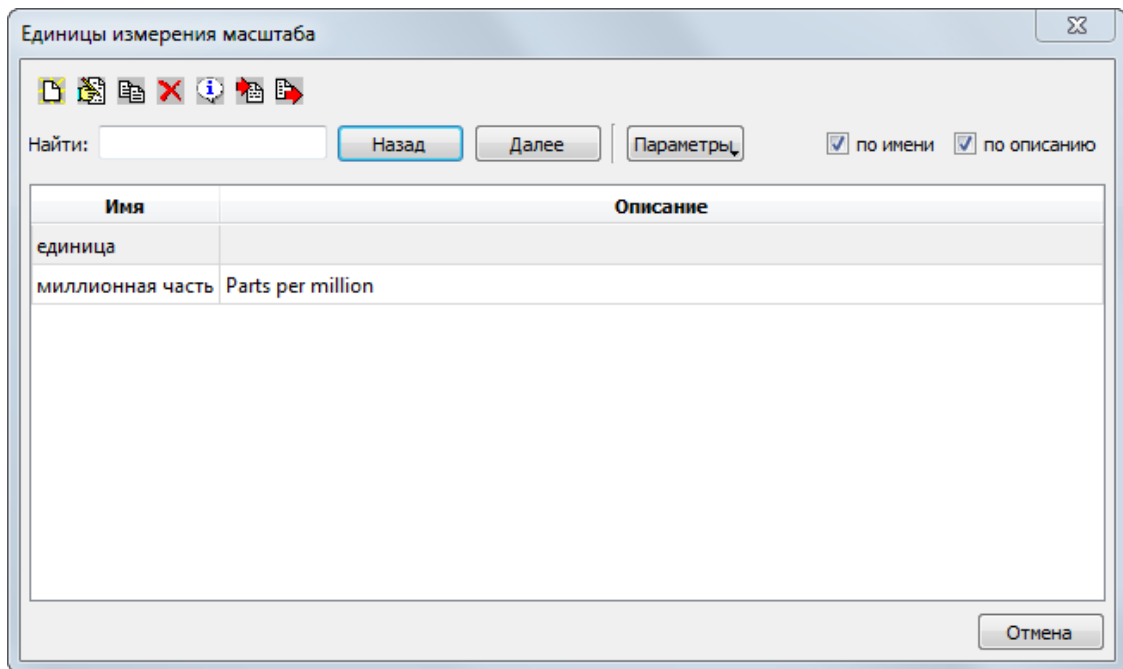 Единицы измерения масштаба
Найти: Назад Далее Параметры по имени по описанию
Имя Описание
единица
миллионная часть Parts per million
Отмена